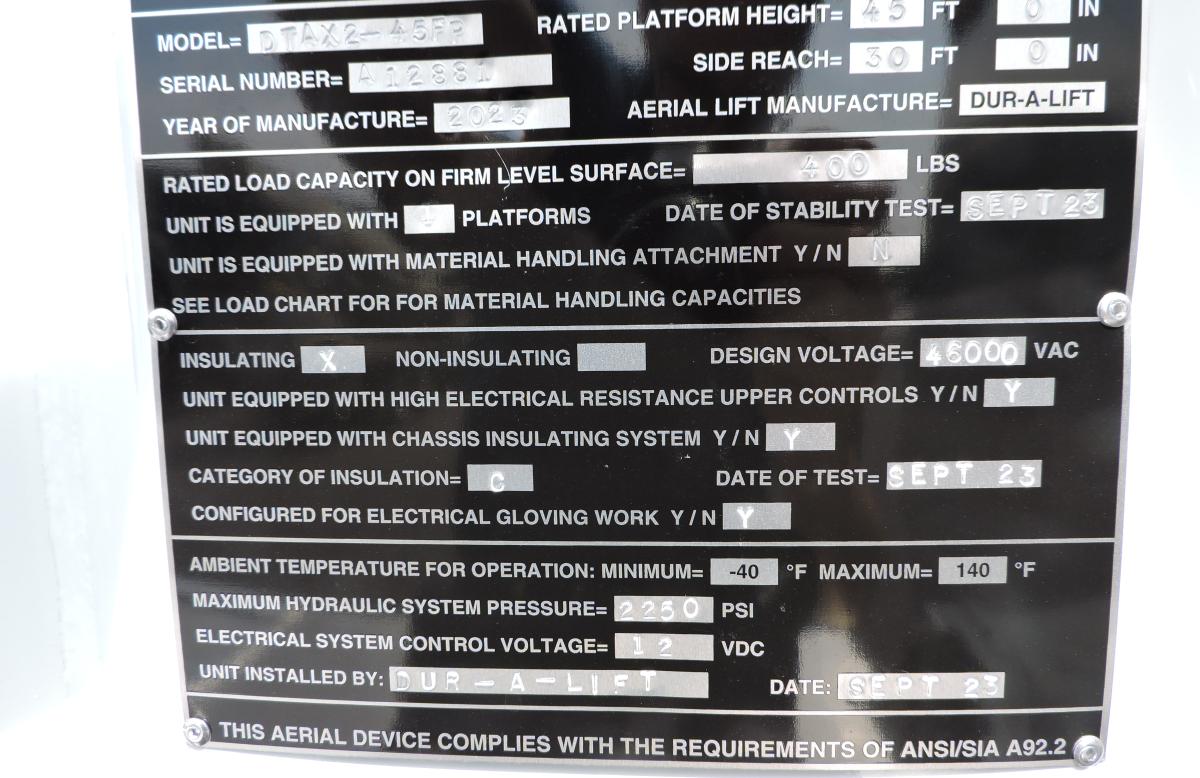 MODEL= DTAX2-45FP RATED PLATFORM HEIGHT= 45 FT 0 IN
SERIAL NUMBER= A12881 SIDE REACH= 30 FT 0 IN
YEAR OF MANUFACTURE= 2023 AERIAL LIFT MANUFACTURE= DUR-A-LIFT
RATED LOAD CAPACITY ON FIRM LEVEL SURFACE= 400 LBS
UNIT IS EQUIPPED WITH 1 PLATFORMS DATE OF STABILITY TEST= SEPT 23
UNIT IS EQUIPPED WITH MATERIAL HANDLING ATTACHMENT Y / N N
SEE LOAD CHART FOR FOR MATERIAL HANDLING CAPACITIES
INSULATING X NON-INSULATING DESIGN VOLTAGE= 46000 VAC
UNIT EQUIPPED WITH HIGH ELECTRICAL RESISTANCE UPPER CONTROLS Y / N Y
UNIT EQUIPPED WITH CHASSIS INSULATING SYSTEM Y / N Y
CATEGORY OF INSULATION= C DATE OF TEST= SEPT 23
CONFIGURED FOR ELECTRICAL GLOVING WORK Y / N Y
AMBIENT TEMPERATURE FOR OPERATION: MINIMUM= -40 °F MAXIMUM= 140 °F
MAXIMUM HYDRAULIC SYSTEM PRESSURE= 2250 PSI
ELECTRICAL SYSTEM CONTROL VOLTAGE= 12 VDC
UNIT INSTALLED BY: DUR-A-LIFT DATE: SEPT 23
THIS AERIAL DEVICE COMPLIES WITH THE REQUIREMENTS OF ANSI/SIA A92.2